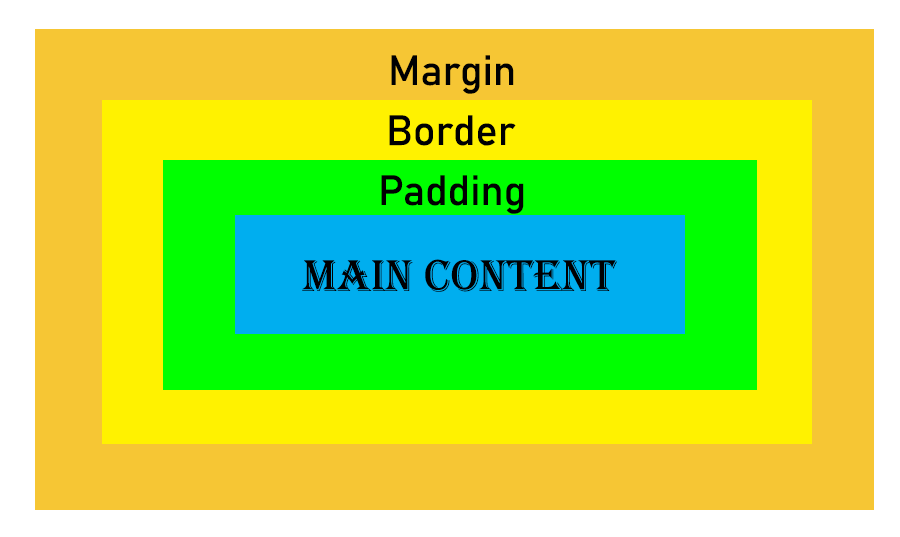 Margin
Border
Padding
MAIN CONTENT